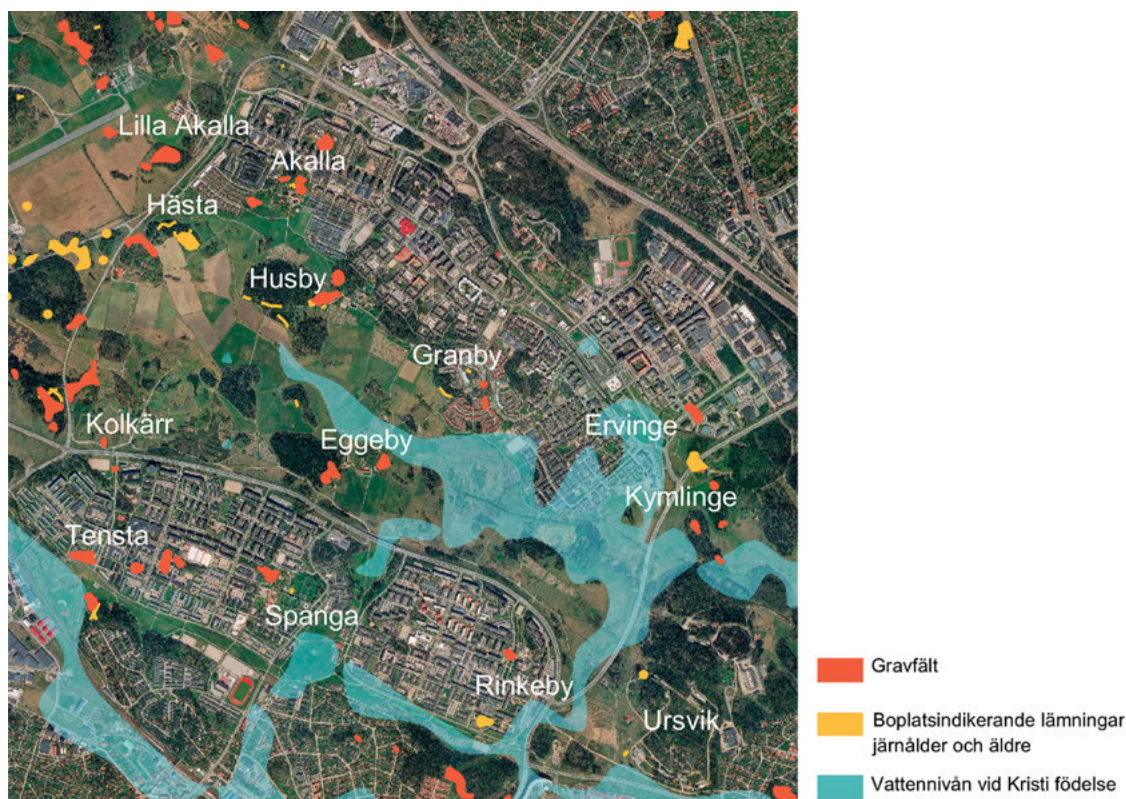 Lilla Akalla
Akalla
Hästa
Husby
Granby
Kolkärr
Eggeby
Ervinge
Kymlinge
Tensta
Spånga
Rinkeby
Ursvik
Gravfält
Boplatsindikerande lämningar
järnålder och äldre
Vattennivån vid Kristi födelse